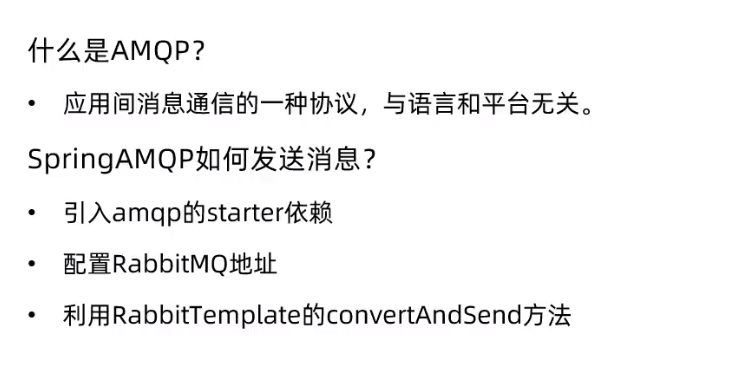 什么是AMQP？
• 应用间消息通信的一种协议，与语言和平台无关。
SpringAMQP如何发送消息？
• 引入amqp的starter依赖
• 配置RabbitMQ地址
• 利用RabbitTemplate的convertAndSend方法